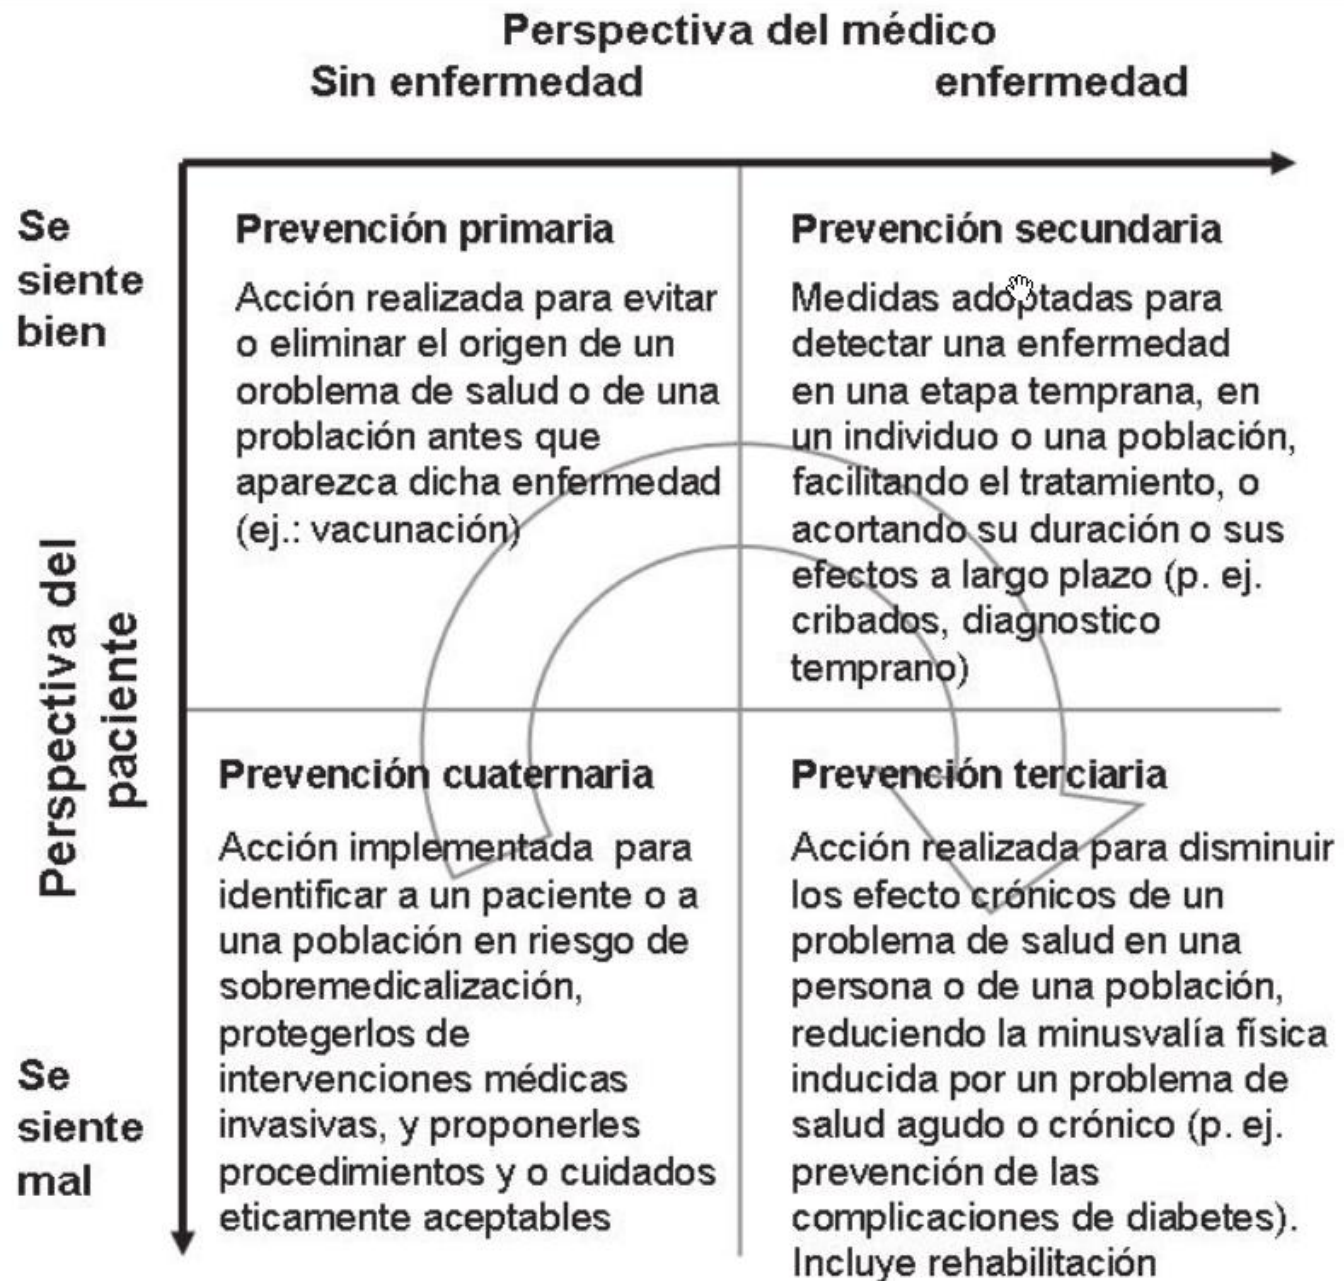 Perspectiva del médico
Sin enfermedad
enfermedad
Se
siente
bien
Prevención primaria
Acción realizada para evitar
o eliminar el origen de un
oroblema de salud o de una
problación antes que
aparezca dicha enfermedad
(ej.: vacunación)
Prevención secundaria
Medidas adoptadas para
detectar una enfermedad
en una etapa temprana, en
un individuo o una población,
facilitando el tratamiento, o
acortando su duración o sus
efectos a largo plazo (p. ej.
cribados, diagnostico
temprano)
Perspectiva del
paciente
Se
siente
mal
Prevención cuaternaria
Acción implementada para
identificar a un paciente o a
una población en riesgo de
sobremedicalización,
protegerlos de
intervenciones médicas
invasivas, y proponerles
procedimientos y o cuidados
eticamente aceptables
Prevención terciaria
Acción realizada para disminuir
los efecto crónicos de un
problema de salud en una
persona o de una población,
reduciendo la minusvalía física
inducida por un problema de
salud agudo o crónico (p. ej.
prevención de las
complicaciones de diabetes).
Incluye rehabilitación